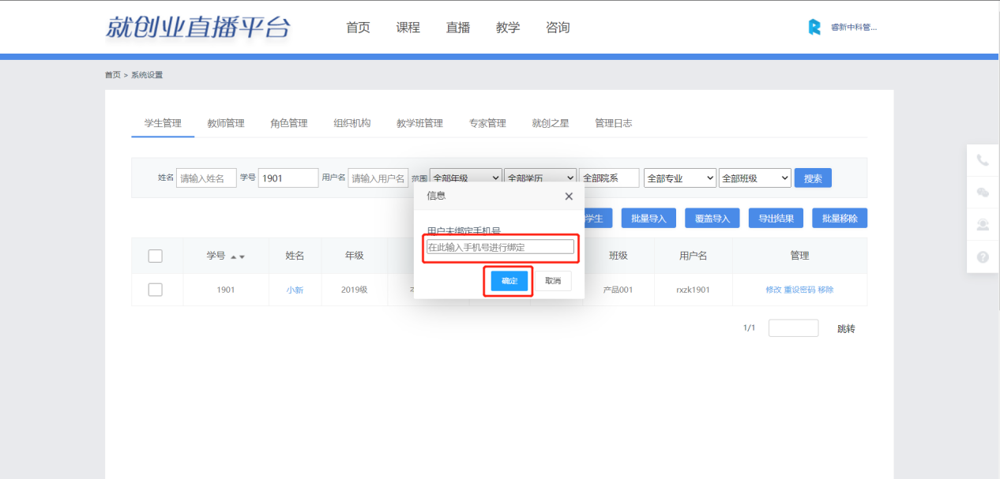 就创业直播平台
首页 课程 直播 教学 咨询
睿新中科管...
首页 > 系统设置
学生管理 教师管理 角色管理 组织机构 教学班管理 专家管理 就创之星 管理日志
姓名 请输入姓名 学号 1901 用户名 请输入用户名 范围 全部年级 全部学历 全部院系 全部专业 全部班级 搜索
信息
学生 批量导入 覆盖导入 导出结果 批量移除
用户未绑定手机号
在此输入手机号进行绑定
确定 取消
学号 姓名 年级 班级 用户名 管理
1901 小新 2019级 产品001 rxzk1901 修改 重设密码 移除
1/1 跳转